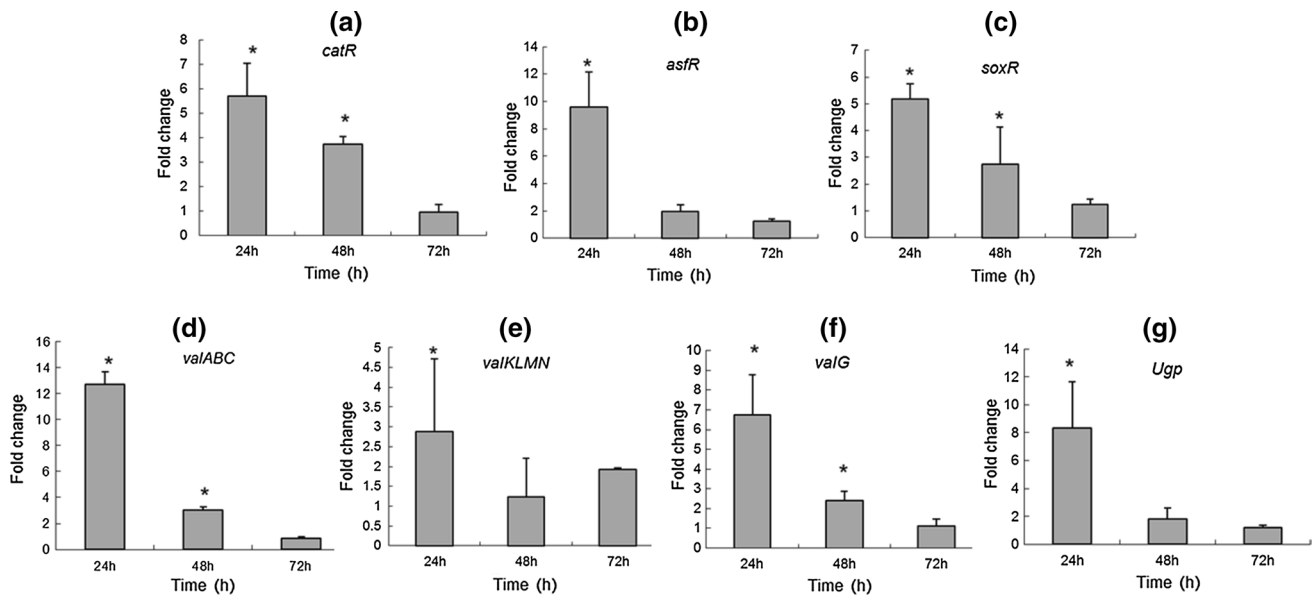 (a)
catR
*
*
Fold change
8
7
6
5
4
3
2
1
0
24h 48h 72h
Time (h)
(b)
asfR
*
Fold change
14
12
10
8
6
4
2
0
24h 48h 72h
Time (h)
(c)
soxR
*
*
Fold change
7
6
5
4
3
2
1
0
24h 48h 72h
Time (h)
(d)
valABC
*
*
Fold change
16
14
12
10
8
6
4
2
0
24h 48h 72h
Time (h)
(e)
valKLMN
*
Fold change
5
4.5
4
3.5
3
2.5
2
1.5
1
0.5
0
24h 48h 72h
Time (h)
(f)
valG
*
*
Fold change
10
9
8
7
6
5
4
3
2
1
0
24h 48h 72h
Time (h)
(g)
Ugp
*
Fold change
14
12
10
8
6
4
2
0
24h 48h 72h
Time (h)